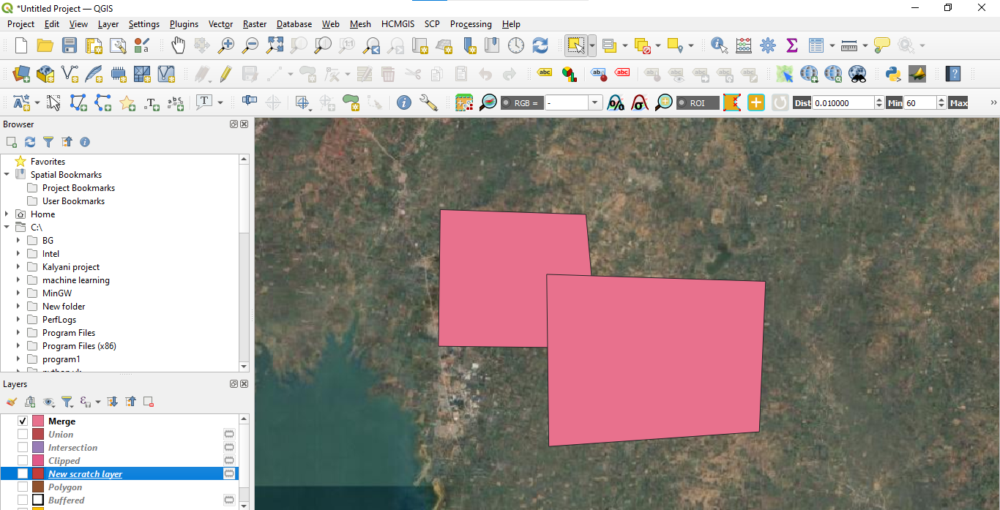 *Untitled Project — QGIS
Project Edit View Layer Settings Plugins Vector Raster Database Web Mesh HCMGIS SCP Processing Help
abc abc abc
RGB = - ROI Dist 0.010000 Min 60 Max
Browser
Favorites
Spatial Bookmarks
Project Bookmarks
User Bookmarks
Home
C:\
BG
Intel
Kalyani project
machine learning
MinGW
New folder
PerfLogs
Program Files
Program Files (x86)
program1
Layers
Merge
Union
Intersection
Clipped
New scratch layer
Polygon
Buffered